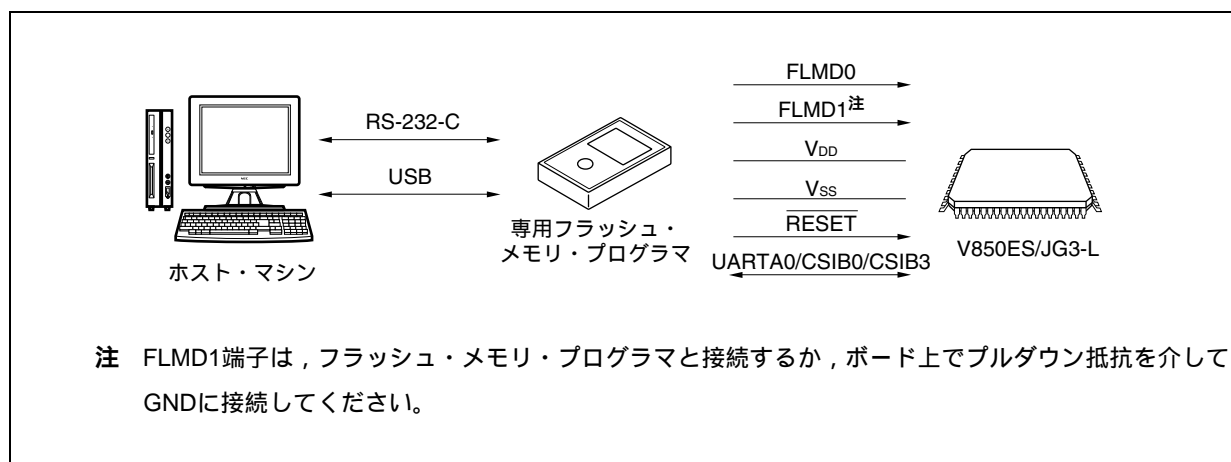 FLMD0
FLMD1注
VDD
VSS
RESET
UARTA0/CSIB0/CSIB3
RS-232-C
USB
ホスト・マシン
専用フラッシュ・
メモリ・プログラマ
V850ES/JG3-L
注 FLMD1端子は，フラッシュ・メモリ・プログラマと接続するか，ボード上でプルダウン抵抗を介して
GNDに接続してください。